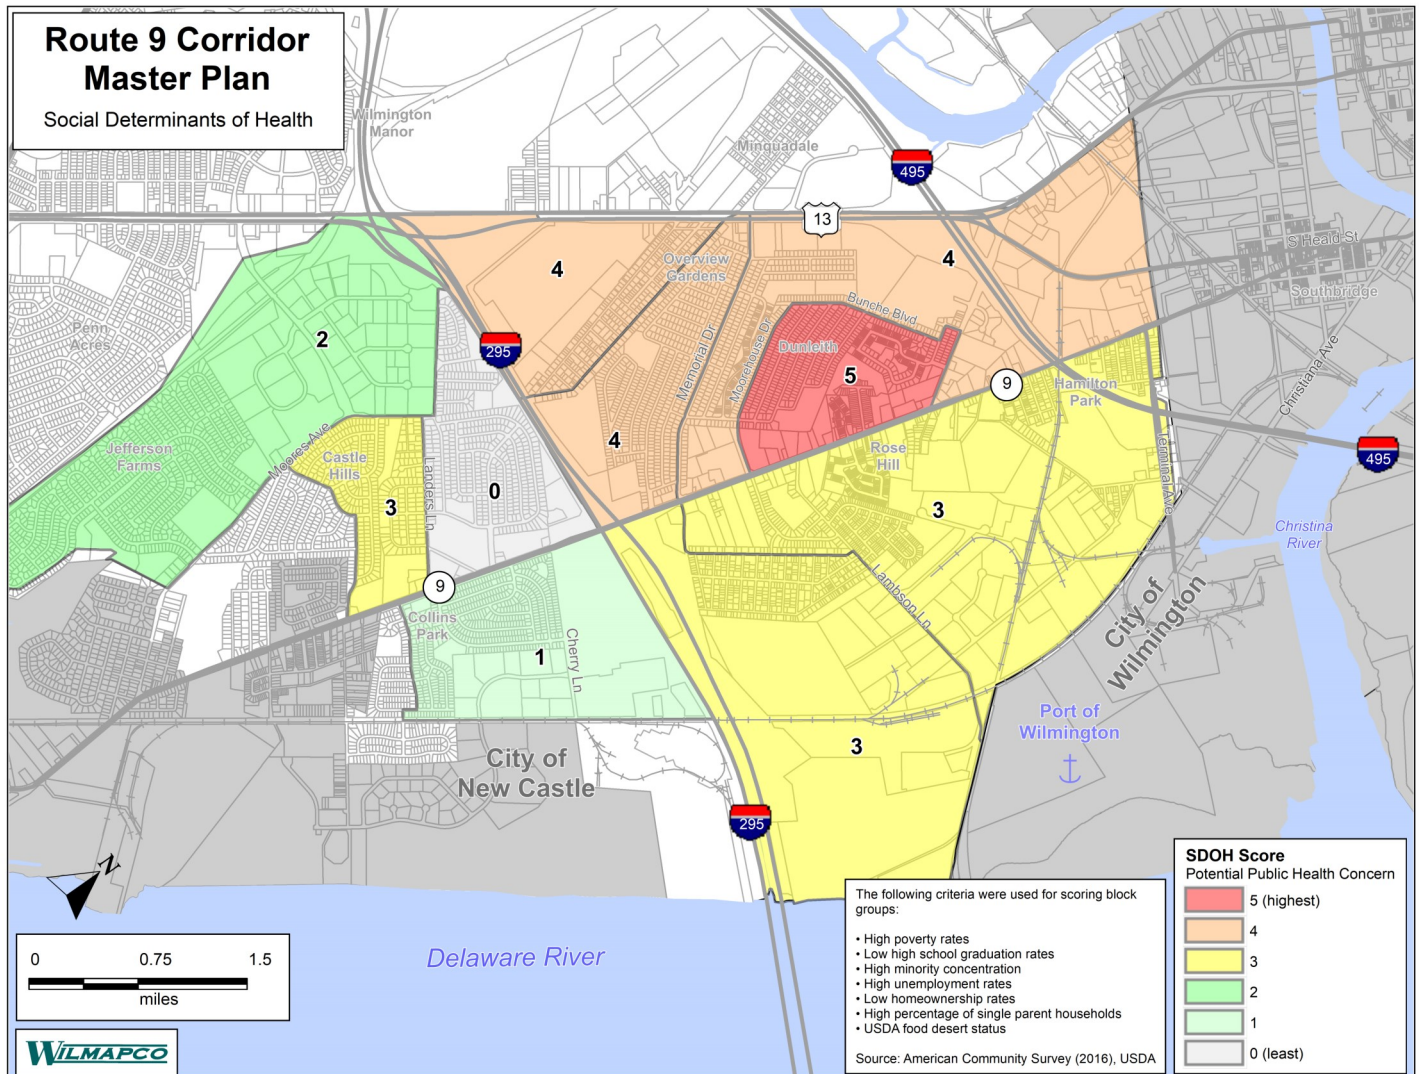 Route 9 Corridor
Master Plan
Social Determinants of Health
Wilmington
Manor
Minquadale
495
13
S Heald St
Southbridge
Overview
Gardens
4
4
Bunche Blvd
Penn
Acres
2
295
Memorial Dr
Moorehouse Dr
Dunleith
5
9
Hamilton
Park
Christiana Ave
Jefferson
Farms
Moores Ave
Castle
Hills
Landers Ln
4
Rose
Hill
Terminal Ave
495
3
0
3
Christina
River
9
Collins
Park
Cherry Ln
1
Lambson Ln
City of
Wilmington
3
Port of
Wilmington
City of
New Castle
295
N
Delaware River
0 0.75 1.5
miles
WILMAPCO
The following criteria were used for scoring block
groups:
• High poverty rates
• Low high school graduation rates
• High minority concentration
• High unemployment rates
• Low homeownership rates
• High percentage of single parent households
• USDA food desert status
Source: American Community Survey (2016), USDA
SDOH Score
Potential Public Health Concern
5 (highest)
4
3
2
1
0 (least)